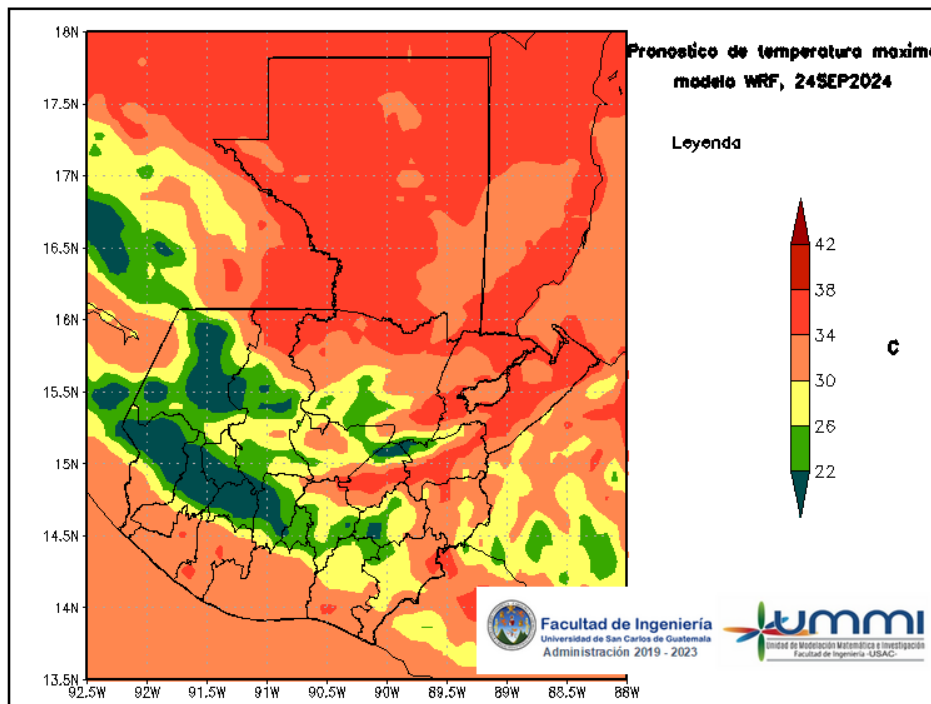 Pronostico de temperatura maxima
modelo WRF, 24SEP2024
Leyenda
42
38
34
30
26
22
C
18N
17.5N
17N
16.5N
16N
15.5N
15N
14.5N
14N
13.5N
92.5W 92W 91.5W 91W 90.5W 90W 89.5W 89W 88.5W 88W
Facultad de Ingeniería
Universidad de San Carlos de Guatemala
Administración 2019 - 2023
ummi
Unidad de Modelación Matemática e Investigación
Facultad de Ingeniería -USAC-